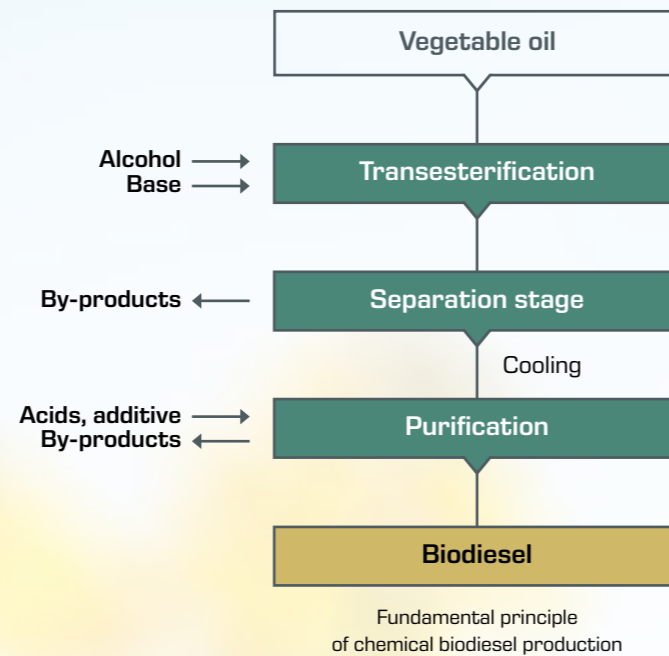 Vegetable oil
Alcohol
Base
Transesterification
By-products
Separation stage
Cooling
Acids, additive
By-products
Purification
Biodiesel
Fundamental principle
of chemical biodiesel production